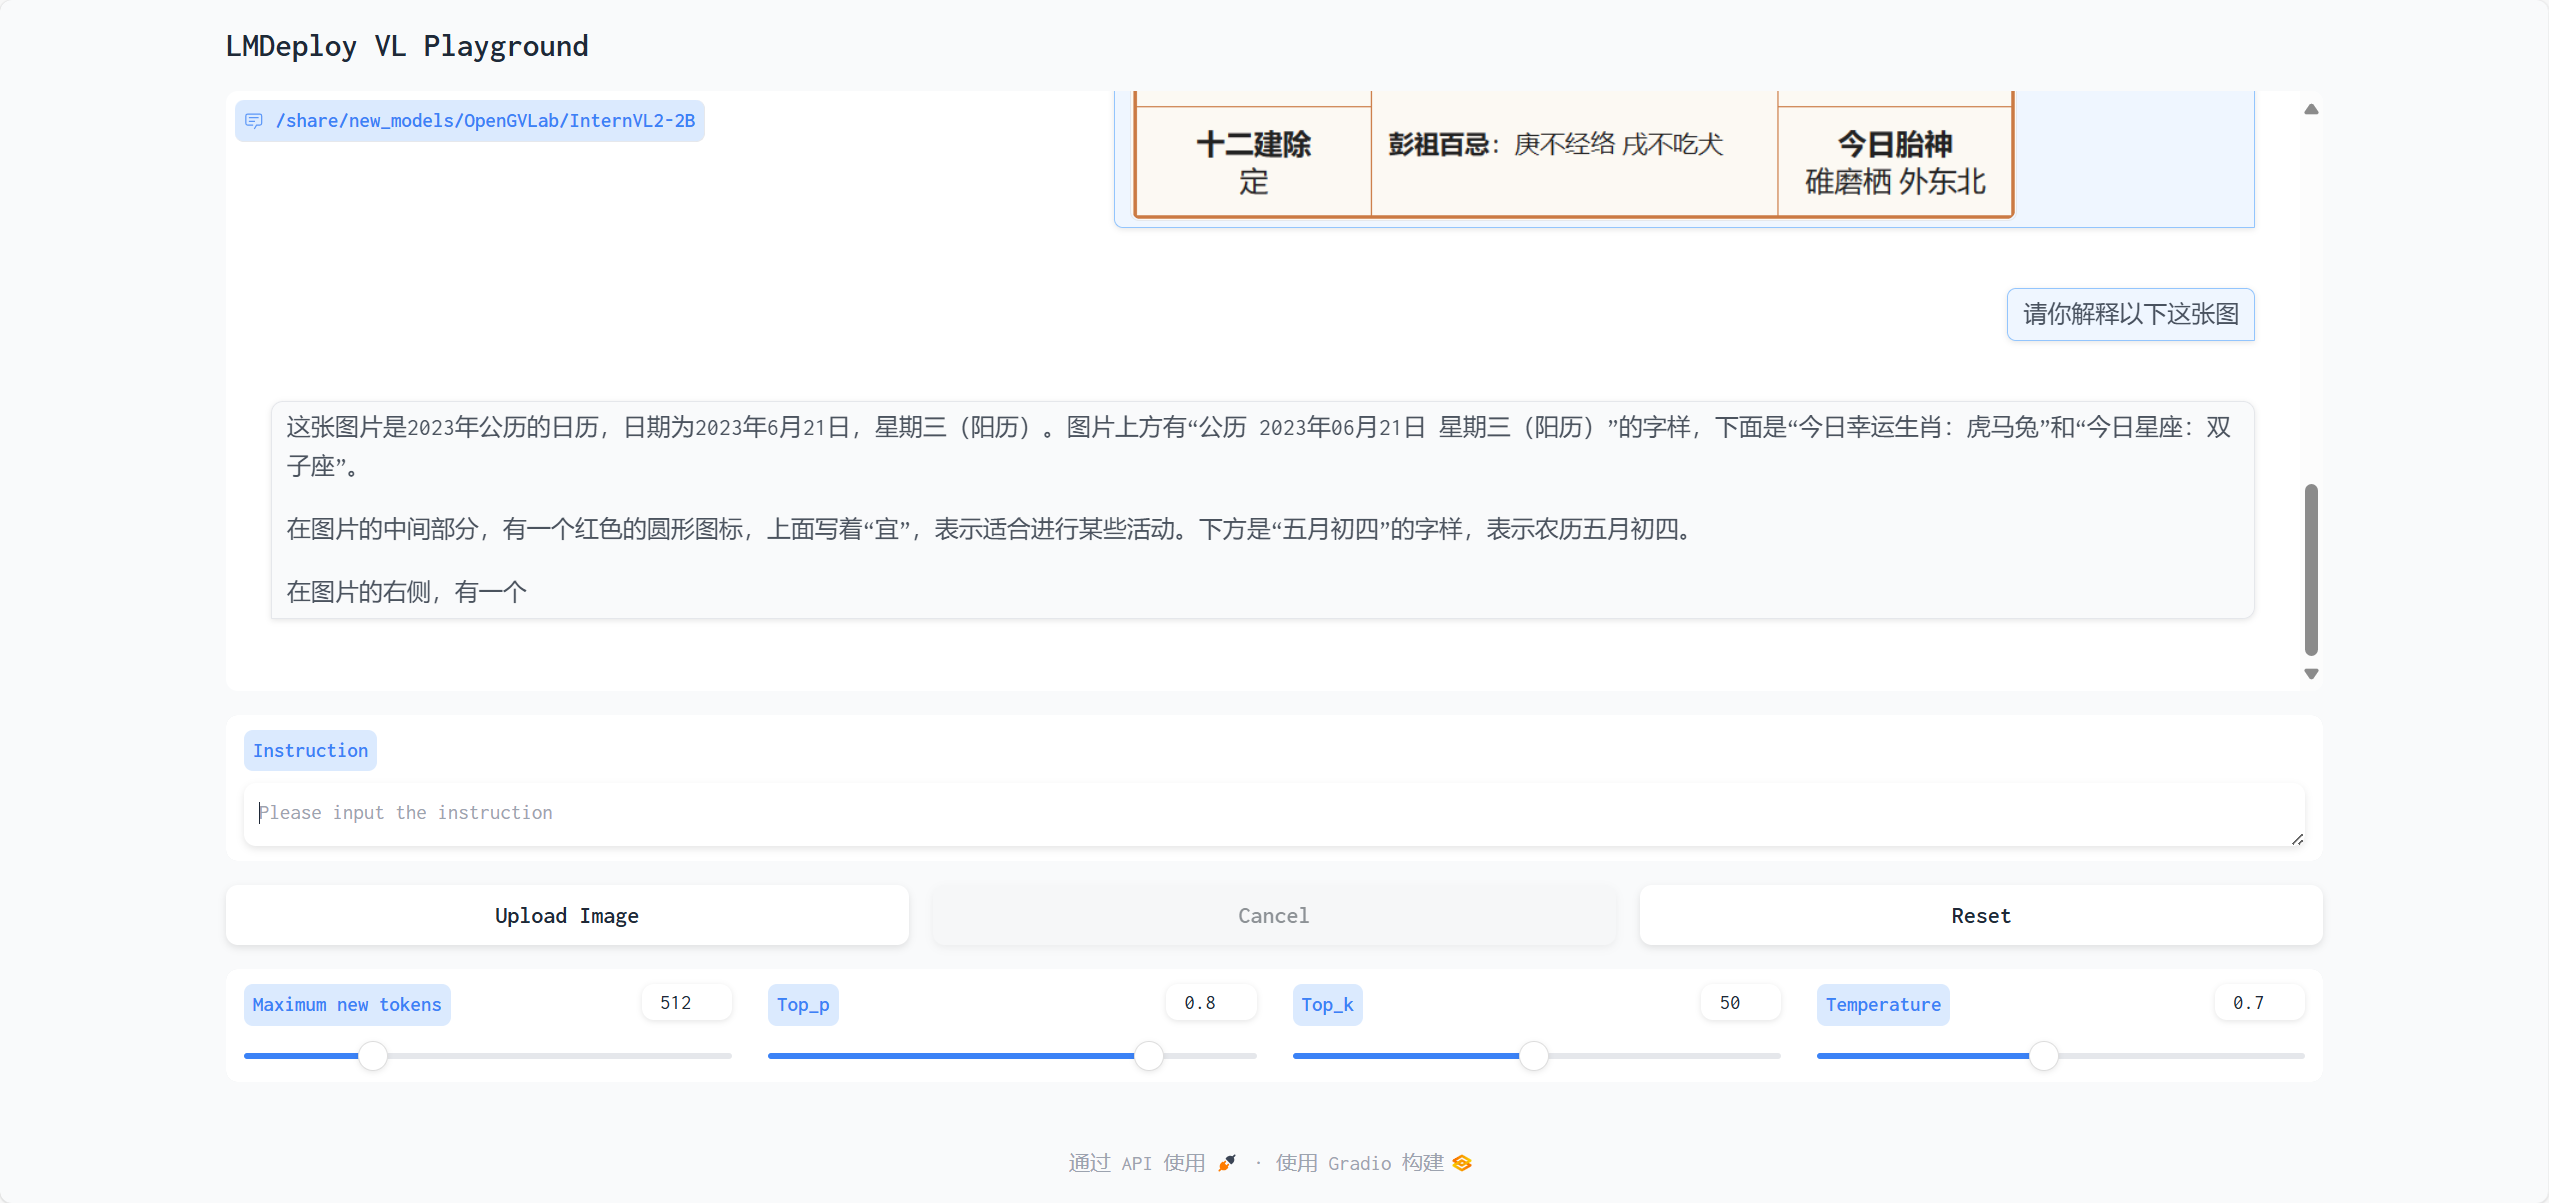 LMDeploy VL Playground
/share/new_models/OpenGVLab/InternVL2-2B
十二建除
定
彭祖百忌：庚不经络 戌不吃犬
今日胎神
碓磨栖 外东北
请你解释以下这张图
这张图片是2023年公历的日历，日期为2023年6月21日，星期三（阳历）。图片上方有“公历 2023年06月21日 星期三（阳历）”的字样，下面是“今日幸运生肖：虎马兔”和“今日星座：双
子座”。
在图片的中间部分，有一个红色的圆形图标，上面写着“宜”，表示适合进行某些活动。下方是“五月初四”的字样，表示农历五月初四。
在图片的右侧，有一个
Instruction
Please input the instruction
Upload Image
Cancel
Reset
Maximum new tokens
512
Top_p
0.8
Top_k
50
Temperature
0.7
通过 API 使用 · 使用 Gradio 构建